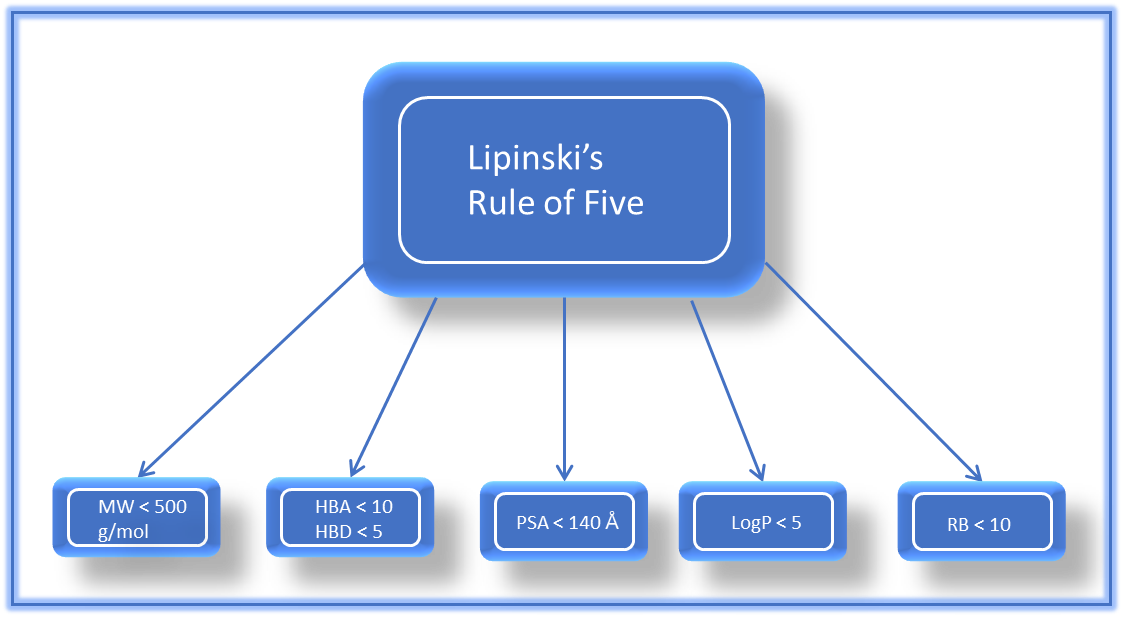 Lipinski’s
Rule of Five
MW < 500
g/mol
HBA < 10
HBD < 5
PSA < 140 Å
LogP < 5
RB < 10